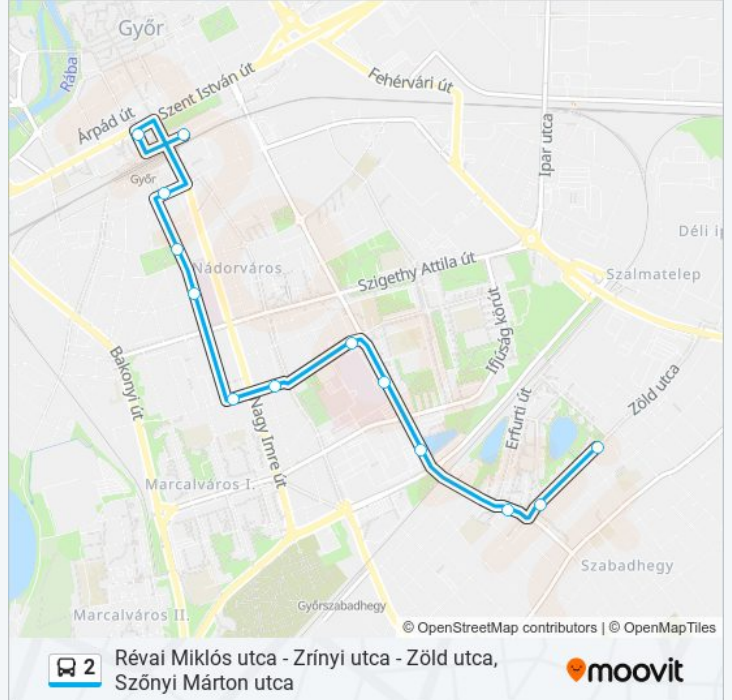 Győr
Rába
Fehérvári út
Szent István út
Árpád út
Ipar utca
Győr
Déli ip
Nádorváros
Szigethy Attila út
Szálmatelep
Ifjúság körút
Bakonyi út
Zöld utca
Erfurti út
Nagy Imre út
Marcalváros I.
Szabadhegy
Győrszabadhegy
Marcalváros II.
© OpenStreetMap contributors | © OpenMapTiles
2
Révai Miklós utca - Zrínyi utca - Zöld utca,
Szőnyi Márton utca
moovit